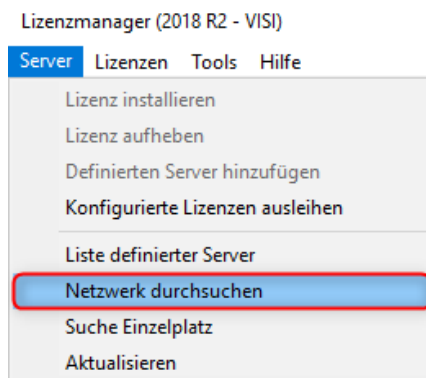 Lizenzmanager (2018 R2 - VISI)
Server Lizenzen Tools Hilfe
Lizenz installieren
Lizenz aufheben
Definierten Server hinzufügen
Konfigurierte Lizenzen ausleihen
Liste definierter Server
Netzwerk durchsuchen
Suche Einzelplatz
Aktualisieren